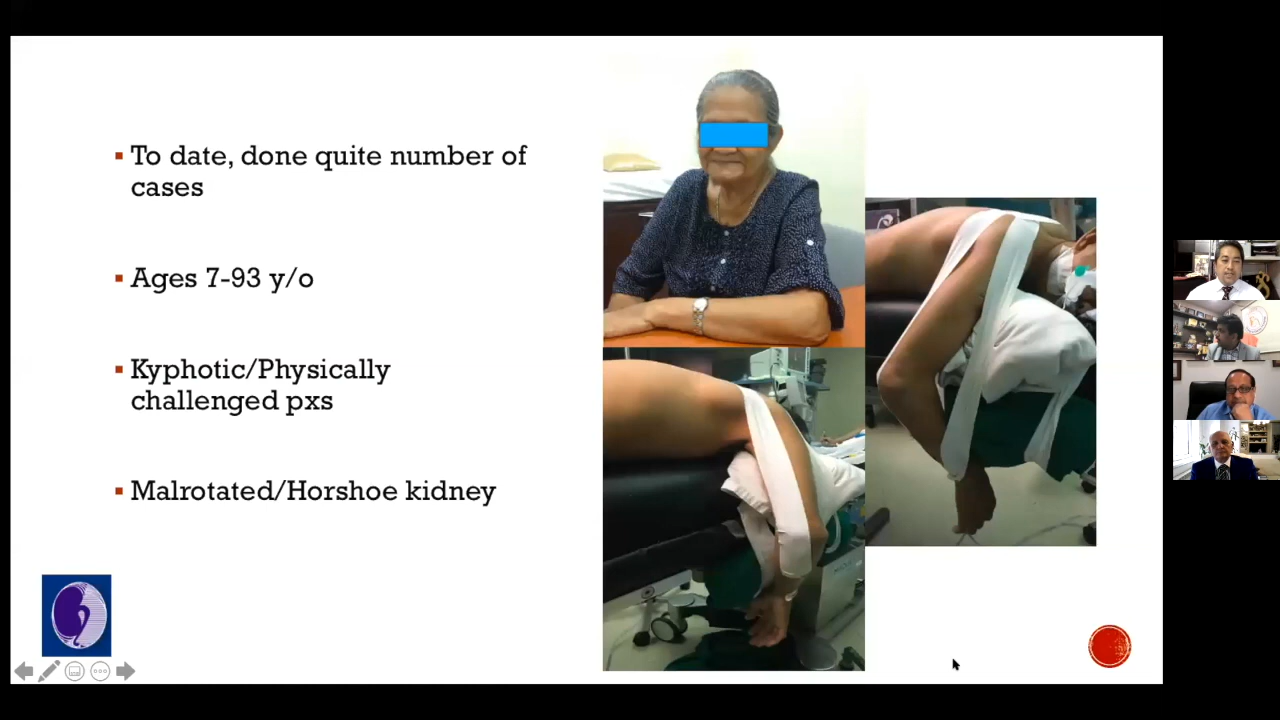 To date, done quite number of
cases
Ages 7-93 y/o
Kyphotic/Physically
challenged pxs
Malrotated/Horshoe kidney